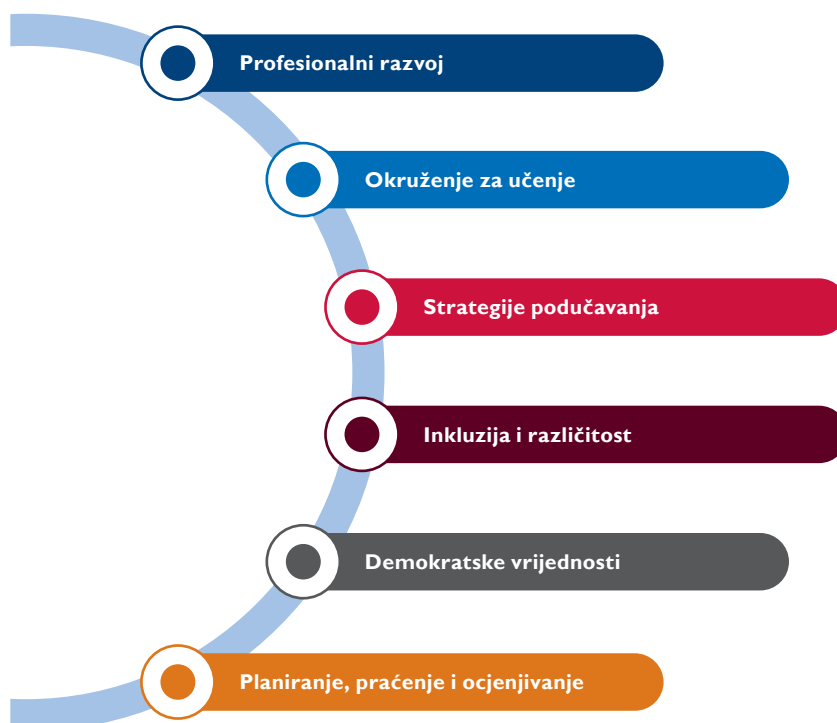 Profesionalni razvoj
Okruženje za učenje
Strategije podučavanja
Inkluzija i različitost
Demokratske vrijednosti
Planiranje, praćenje i ocjenjivanje